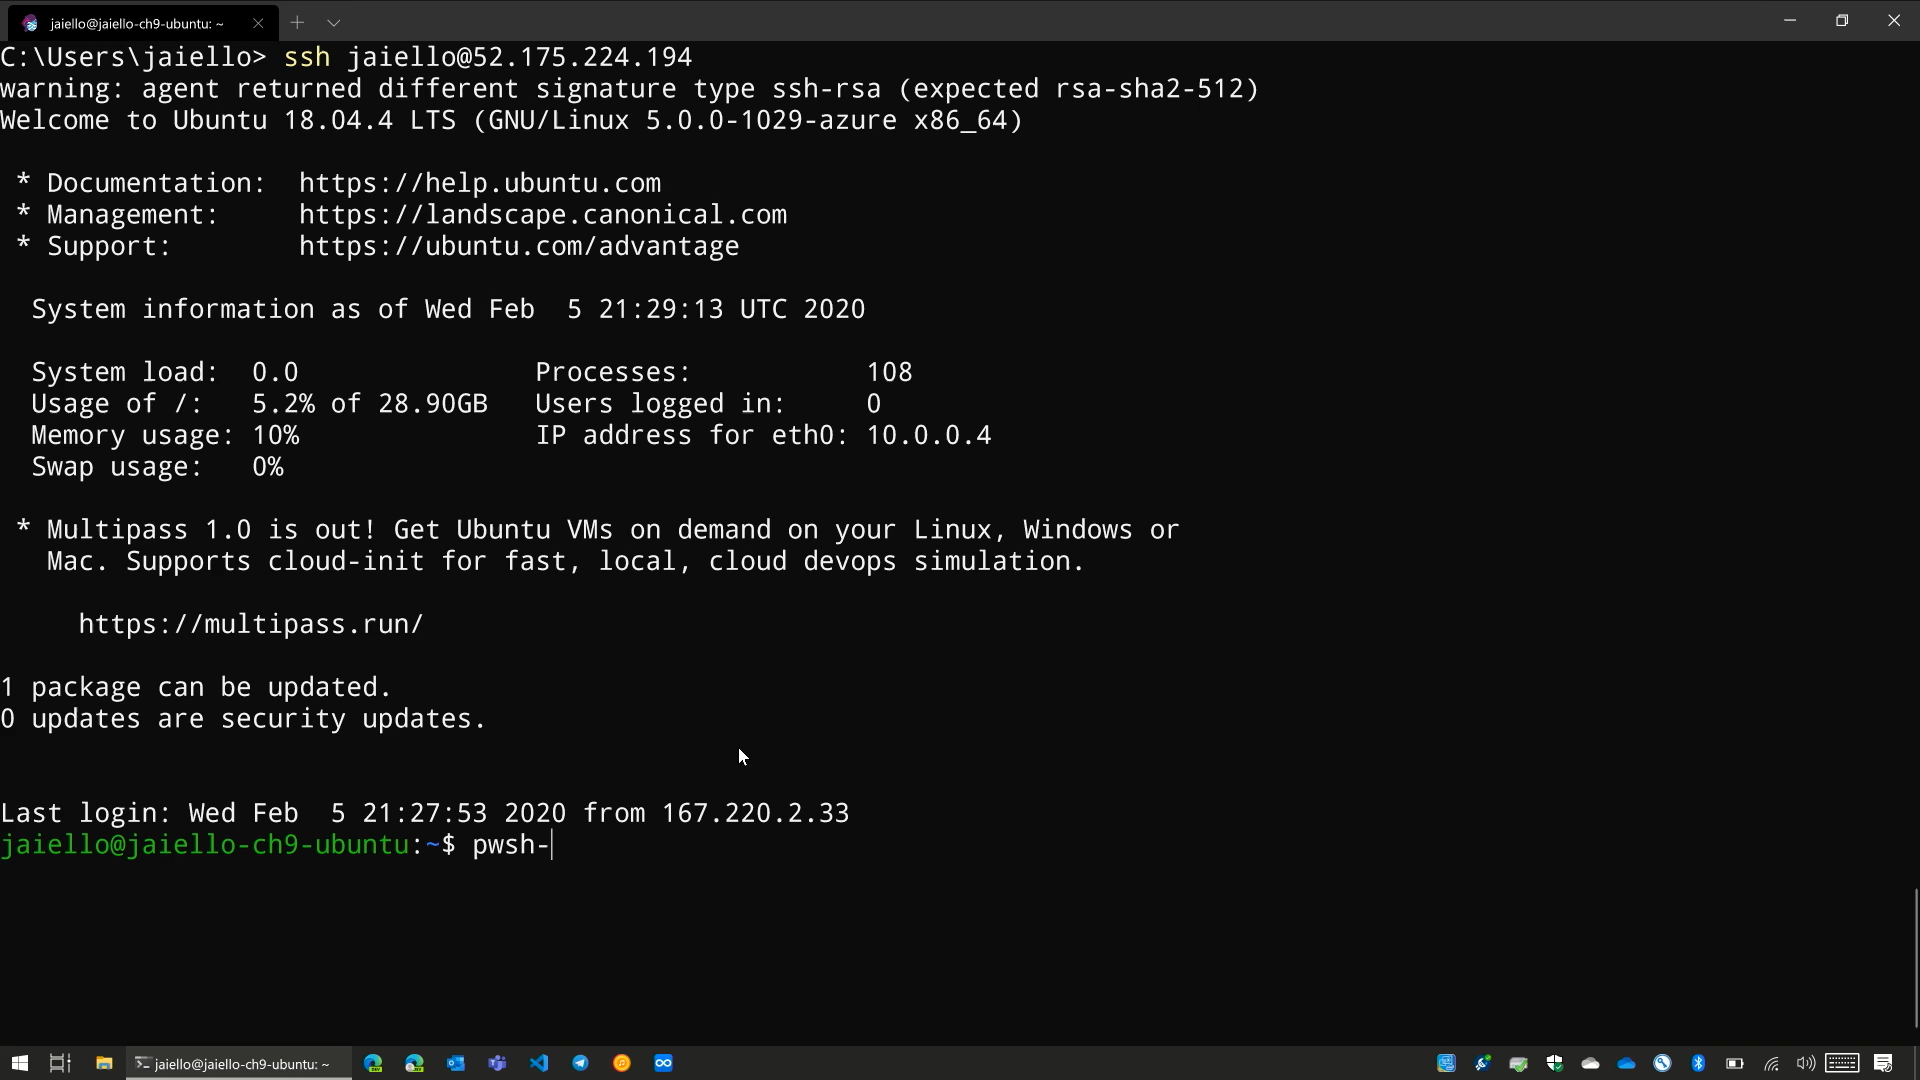 jaiello@jaiello-ch9-ubuntu: ~
C:\Users\jaiello> ssh jaiello@52.175.224.194
warning: agent returned different signature type ssh-rsa (expected rsa-sha2-512)
Welcome to Ubuntu 18.04.4 LTS (GNU/Linux 5.0.0-1029-azure x86_64)
* Documentation: https://help.ubuntu.com
* Management: https://landscape.canonical.com
* Support: https://ubuntu.com/advantage
System information as of Wed Feb 5 21:29:13 UTC 2020
System load: 0.0 Processes: 108
Usage of /: 5.2% of 28.90GB Users logged in: 0
Memory usage: 10% IP address for eth0: 10.0.0.4
Swap usage: 0%
* Multipass 1.0 is out! Get Ubuntu VMs on demand on your Linux, Windows or
Mac. Supports cloud-init for fast, local, cloud devops simulation.
https://multipass.run/
1 package can be updated.
0 updates are security updates.
Last login: Wed Feb 5 21:27:53 2020 from 167.220.2.33
jaiello@jaiello-ch9-ubuntu:~$ pwsh-
jaiello@jaiello-ch9-ubuntu: ~